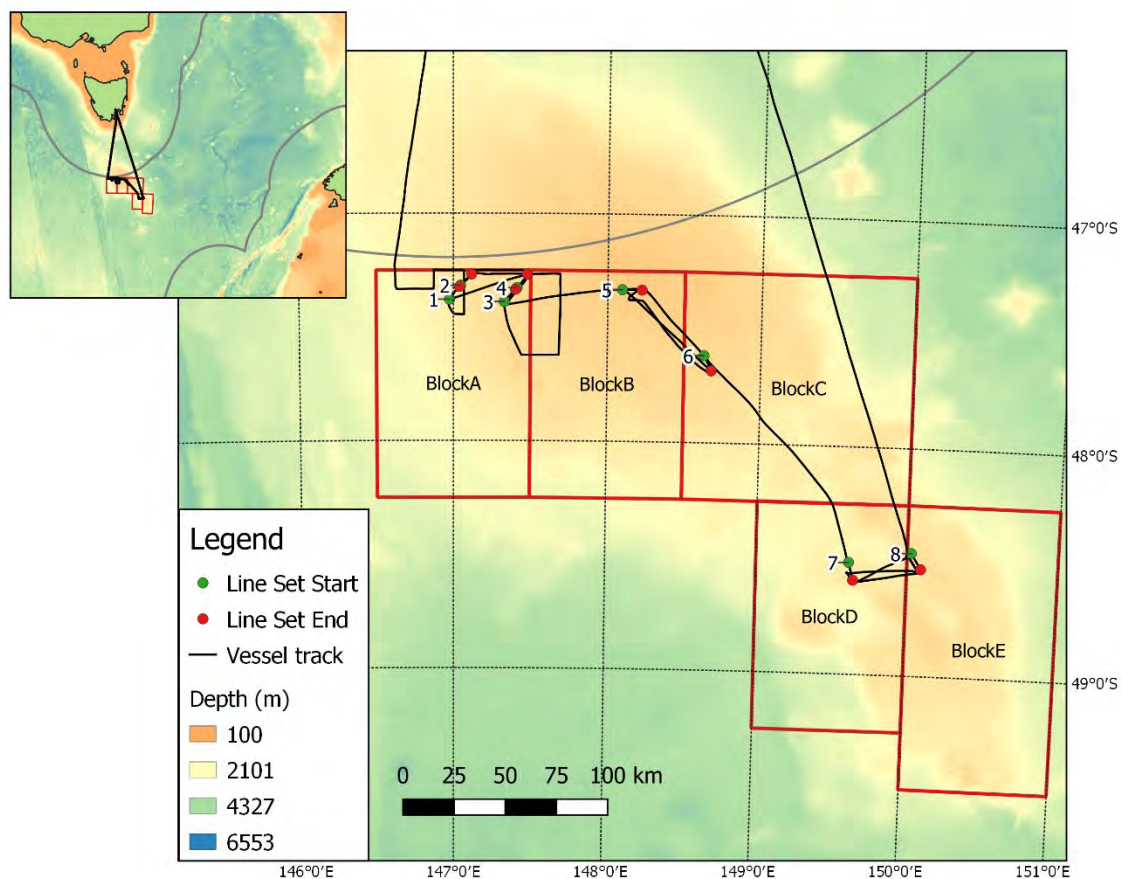 47°0’S
2
1
4
3
5
6
BlockA
BlockB
BlockC
48°0’S
7
8
BlockD
BlockE
49°0’S
Legend
Line Set Start
Line Set End
Vessel track
Depth (m)
100
2101
4327
6553
0 25 50 75 100 km
146°0’E 147°0’E 148°0’E 149°0’E 150°0’E 151°0’E